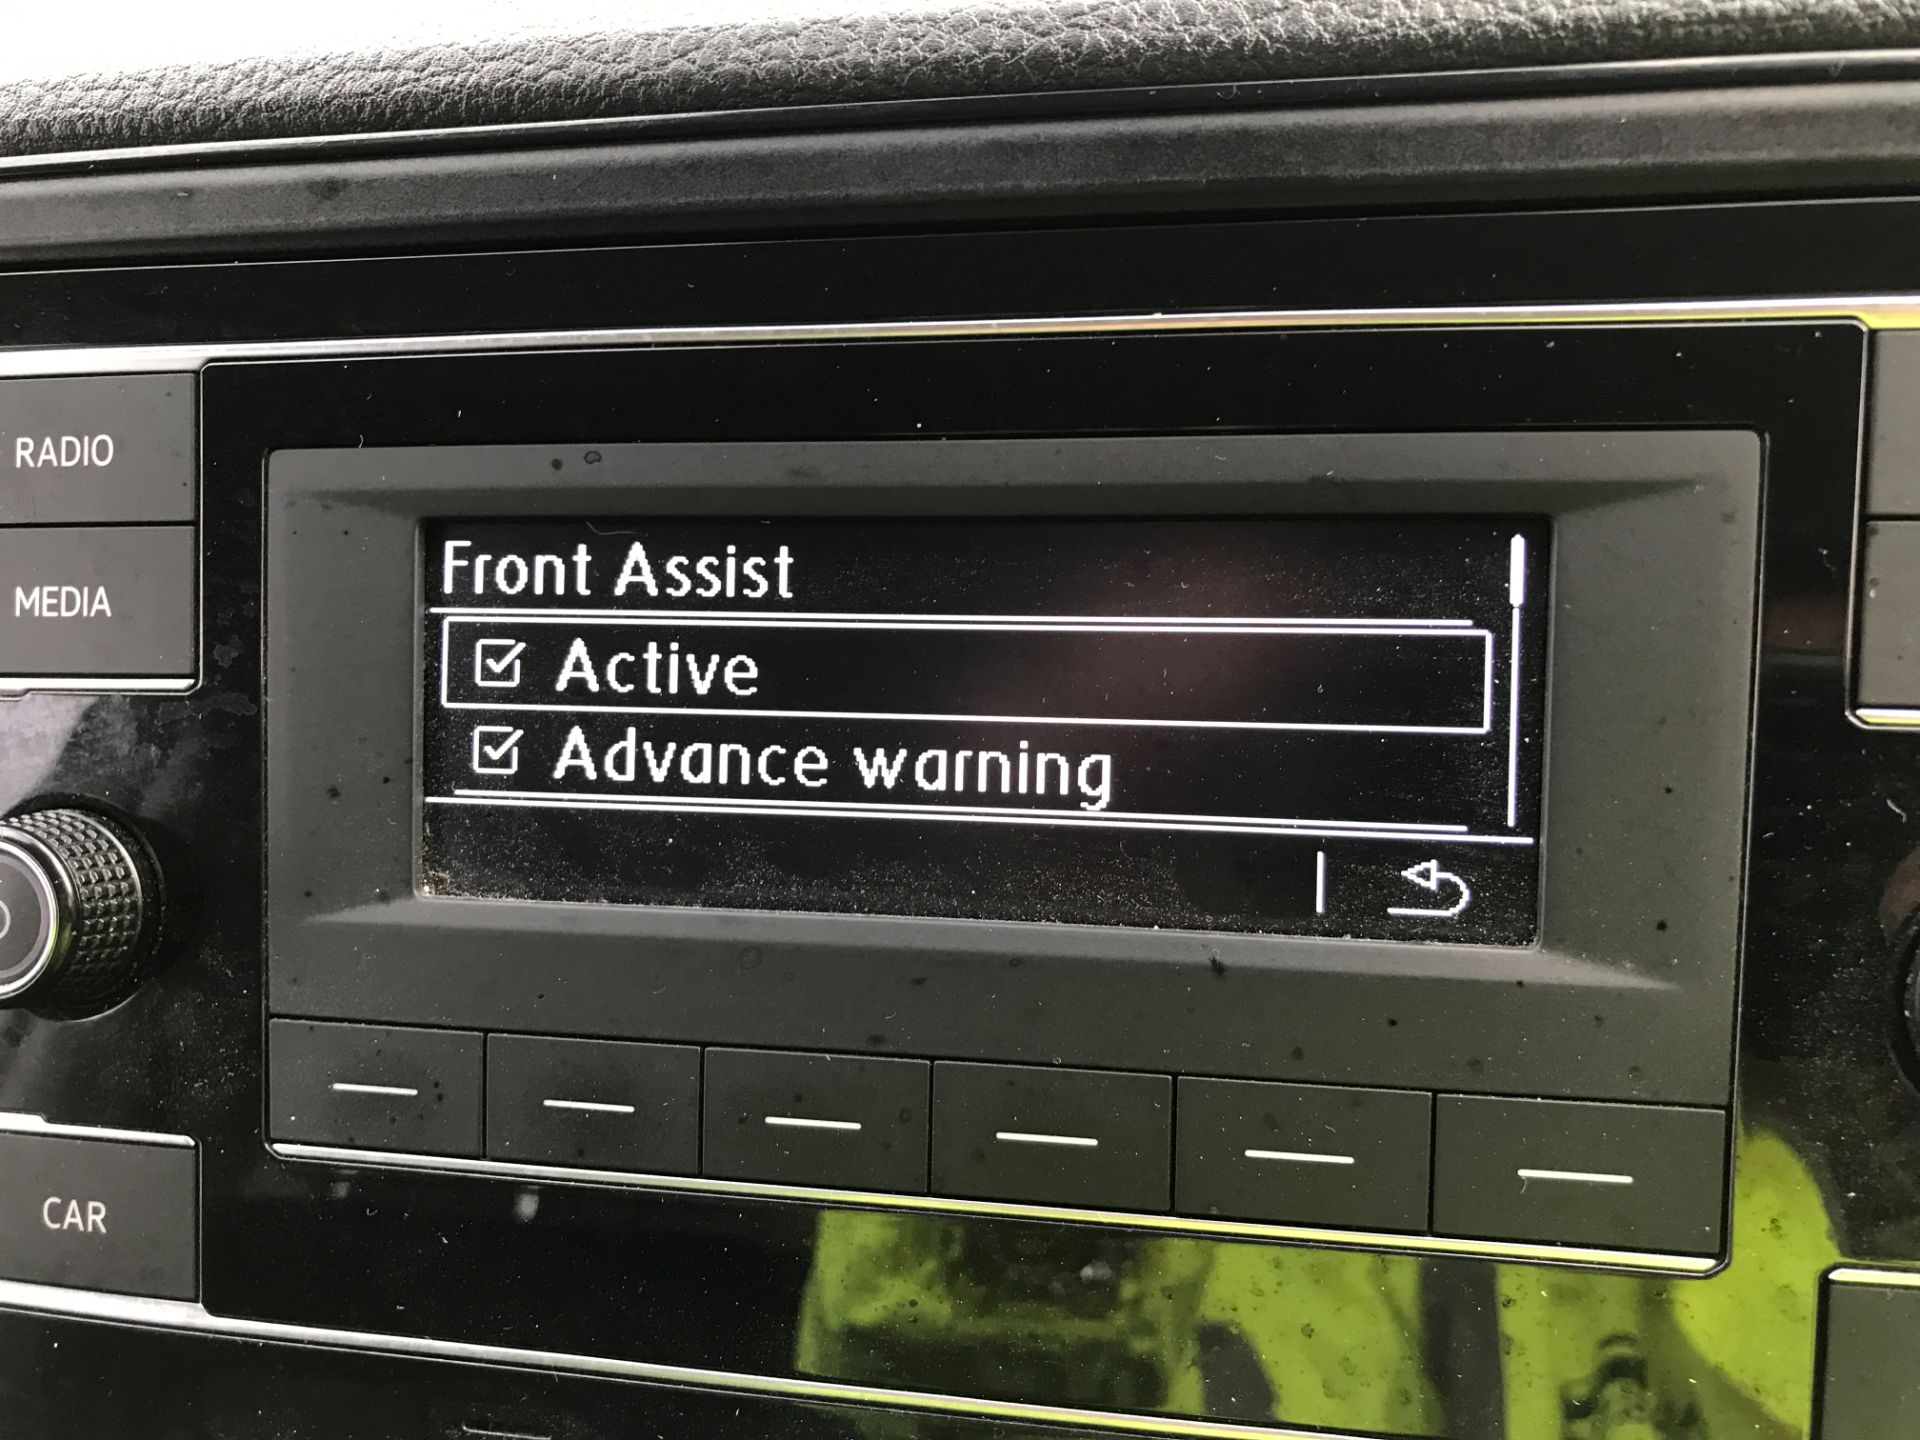 RADIO
MEDIA
CAR
Front Assist
Active
Advance warning